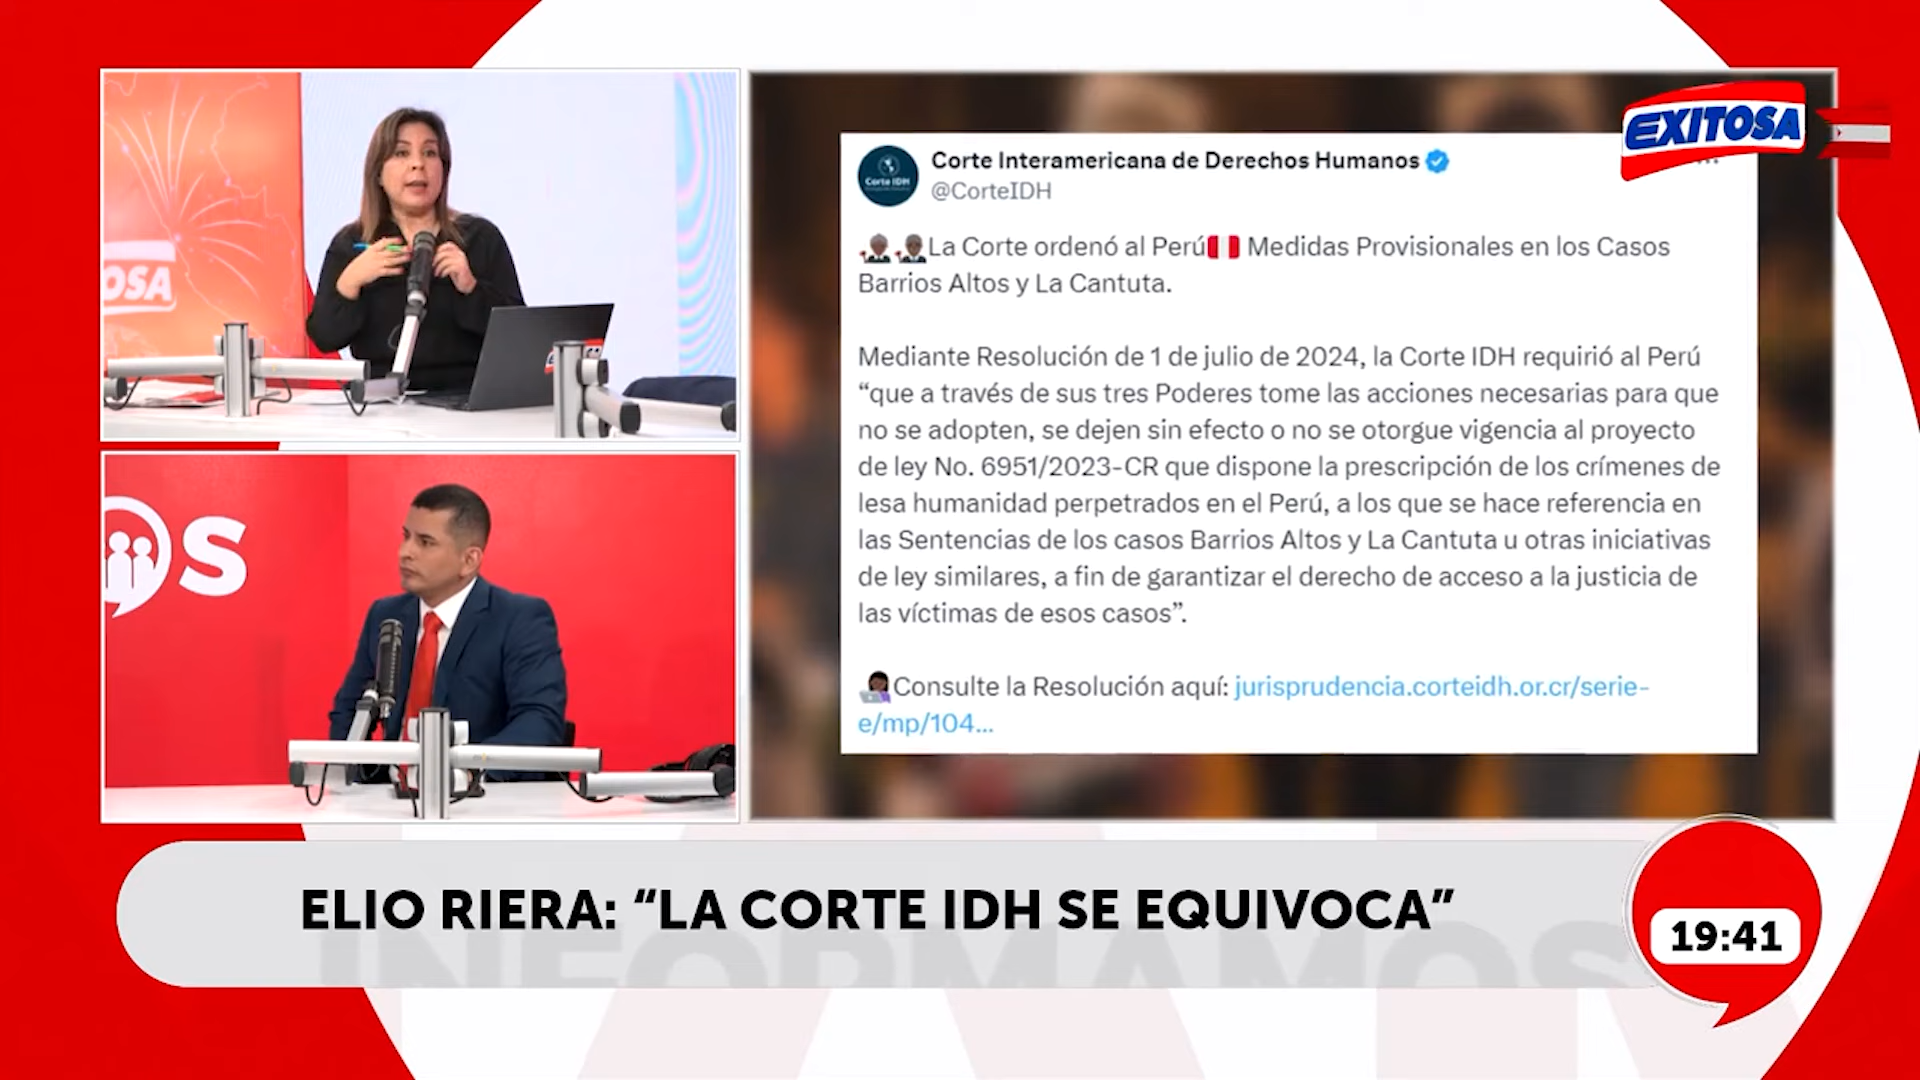 EXITOSA
Corte Interamericana de Derechos Humanos
@CorteIDH
Corte IDH
La Corte ordenó al Perú Medidas Provisionales en los Casos
Barrios Altos y La Cantuta.
Mediante Resolución de 1 de julio de 2024, la Corte IDH requirió al Perú
“que a través de sus tres Poderes tome las acciones necesarias para que
no se adopten, se dejen sin efecto o no se otorgue vigencia al proyecto
de ley No. 6951/2023-CR que dispone la prescripción de los crímenes de
lesa humanidad perpetrados en el Perú, a los que se hace referencia en
las Sentencias de los casos Barrios Altos y La Cantuta u otras iniciativas
de ley similares, a fin de garantizar el derecho de acceso a la justicia de
las víctimas de esos casos”.
Consulte la Resolución aquí: jurisprudencia.corteidh.or.cr/serie-
e/mp/104...
OSA
OS
ELIO RIERA: “LA CORTE IDH SE EQUIVOCA”
INFORMAMOS
19:41